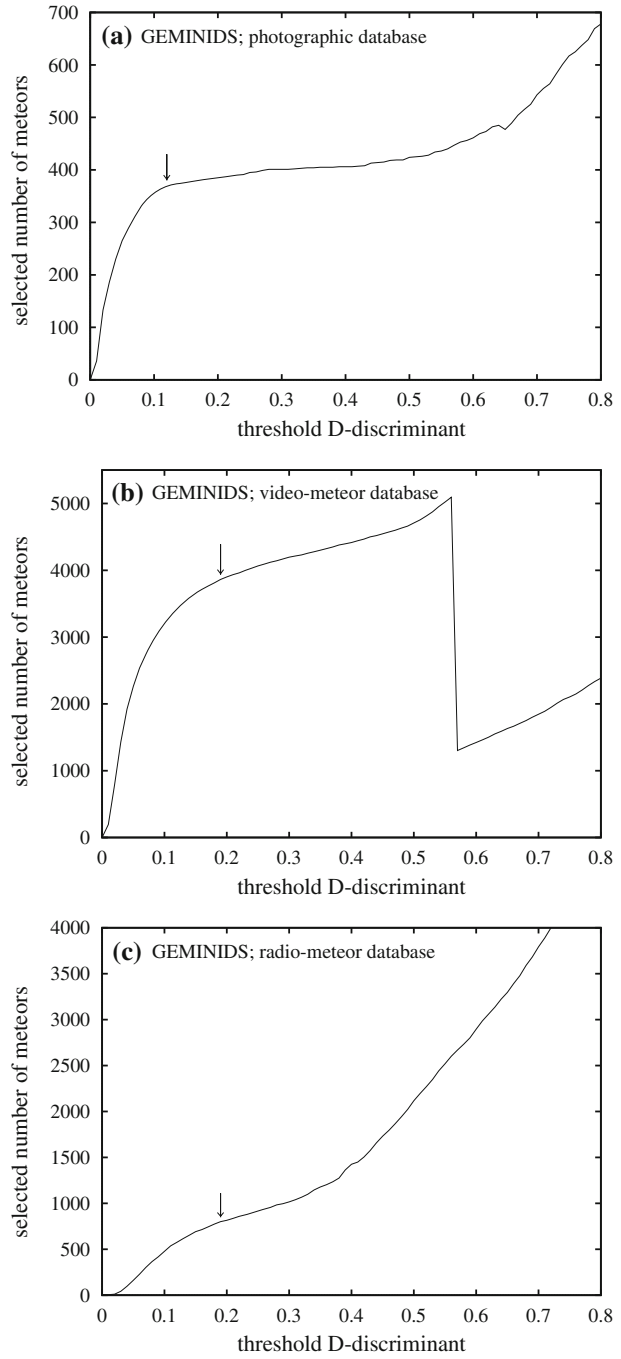 (a) GEMINIDS; photographic database
selected number of meteors
700
600
500
400
300
200
100
0
0 0.1 0.2 0.3 0.4 0.5 0.6 0.7 0.8
threshold D-discriminant
(b) GEMINIDS; video-meteor database
selected number of meteors
5000
4000
3000
2000
1000
0
0 0.1 0.2 0.3 0.4 0.5 0.6 0.7 0.8
threshold D-discriminant
(c) GEMINIDS; radio-meteor database
selected number of meteors
4000
3500
3000
2500
2000
1500
1000
500
0
0 0.1 0.2 0.3 0.4 0.5 0.6 0.7 0.8
threshold D-discriminant